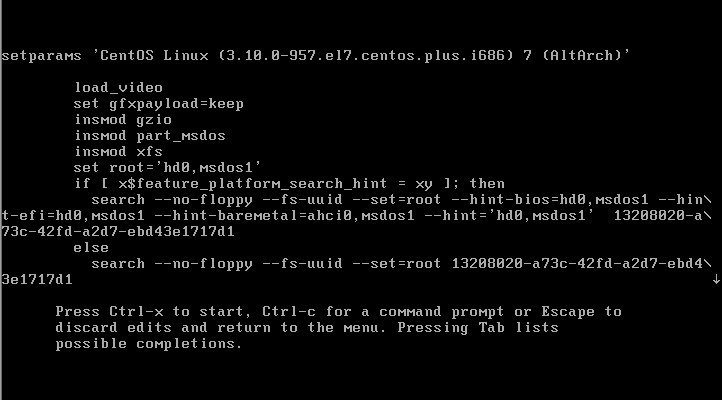 setparams 'CentOS Linux (3.10.0-957.el7.centos.plus.i686) 7 (AltArch)'
load_video
set gfxpayload=keep
insmod gzio
insmod part_msdos
insmod xfs
set root='hd0,msdos1'
if [ x$feature_platform_search_hint = xy ]; then
search --no-floppy --fs-uuid --set=root --hint-bios=hd0,msdos1 --hin\
t-efi=hd0,msdos1 --hint-baremetal=ahci0,msdos1 --hint='hd0,msdos1'  13208020-a\
73c-42fd-a2d7-ebd43e1717d1
else
search --no-floppy --fs-uuid --set=root 13208020-a73c-42fd-a2d7-ebd4\
3e1717d1 ↓
Press Ctrl-x to start, Ctrl-c for a command prompt or Escape to
discard edits and return to the menu. Pressing Tab lists
possible completions.